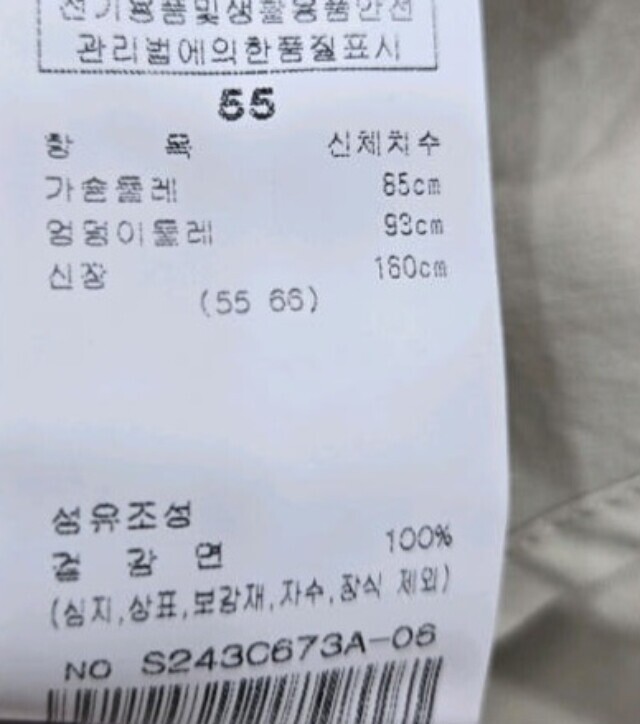 전기용품및생활용품안전
관리법에의한품질표시
55
항 목 신체치수
가슴둘레 85cm
엉덩이둘레 93cm
신장 160cm
(55 66)
섬유조성
겉감 면 100%
(심지,상표,보강재,자수,장식 제외)
NO S243C673A-06